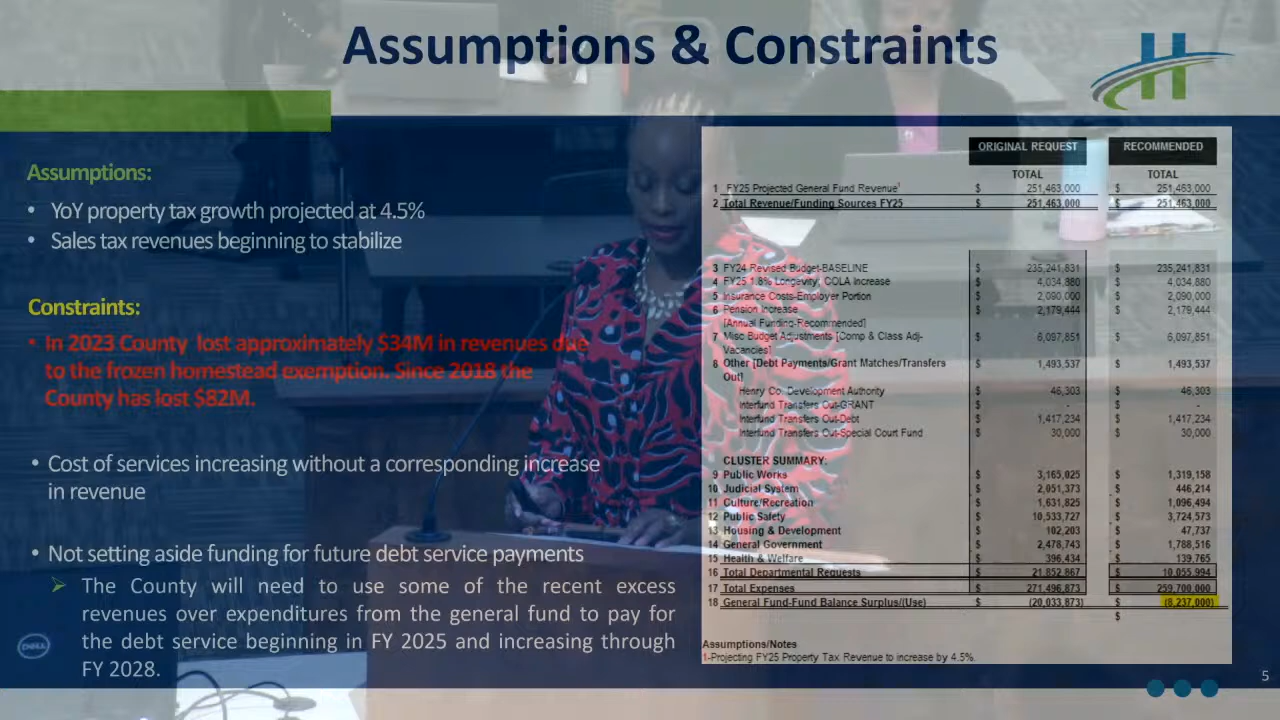 Assumptions & Constraints
Assumptions:
• YoY property tax growth projected at 4.5%
• Sales tax revenues beginning to stabilize
Constraints:
• In 2023 County lost approximately $34M in revenues due
to the frozen homestead exemption. Since 2018 the
County has lost $82M.
• Cost of services increasing without a corresponding increase
in revenue
• Not setting aside funding for future debt service payments
➢ The County will need to use some of the recent excess
revenues over expenditures from the general fund to pay for
the debt service beginning in FY 2025 and increasing through
FY 2028.
DELL
ORIGINAL REQUEST RECOMMENDED
TOTAL TOTAL
1 FY25 Projected General Fund Revenue¹ $ 251,463,000 $ 251,463,000
2 Total Revenue/Funding Sources FY25 $ 251,463,000 $ 251,463,000
3 FY24 Revised Budget-BASELINE $ 235,241,831 $ 235,241,831
4 FY25 1.8% Longevity, COLA Increase $ 4,034,880 $ 4,034,880
5 Insurance Costs-Employer Portion $ 2,090,000 $ 2,090,000
6 Pension Increase $ 2,179,444 $ 2,179,444
[Annual Funding-Recommended]
7 Misc Budget Adjustments [Comp & Class Adj- $ 6,097,851 $ 6,097,851
Vacancies]
8 Other [Debt Payments/Grant Matches/Transfers $ 1,493,537 $ 1,493,537
Out]
Henry Co. Development Authority $ 46,303 $ 46,303
Interfund Transfers Out-GRANT $ - $ -
Interfund Transfers Out-Debt $ 1,417,234 $ 1,417,234
Interfund Transfers Out-Special Court Fund $ 30,000 $ 30,000
CLUSTER SUMMARY:
9 Public Works $ 3,165,025 $ 1,319,158
10 Judicial System $ 2,051,373 $ 446,214
11 Culture/Recreation $ 1,631,825 $ 1,096,494
12 Public Safety $ 10,533,727 $ 3,724,573
13 Housing & Development $ 102,203 $ 47,737
14 General Government $ 2,478,743 $ 1,788,516
15 Health & Welfare $ 396,434 $ 139,765
16 Total Departmental Requests $ 21,852,867 $ 10,055,994
17 Total Expenses $ 271,496,873 $ 259,700,000
18 General Fund-Fund Balance Surplus/(Use) $ (20,033,873) $ (8,237,000)
$
Assumptions/Notes
1-Projecting FY25 Property Tax Revenue to increase by 4.5%.
5